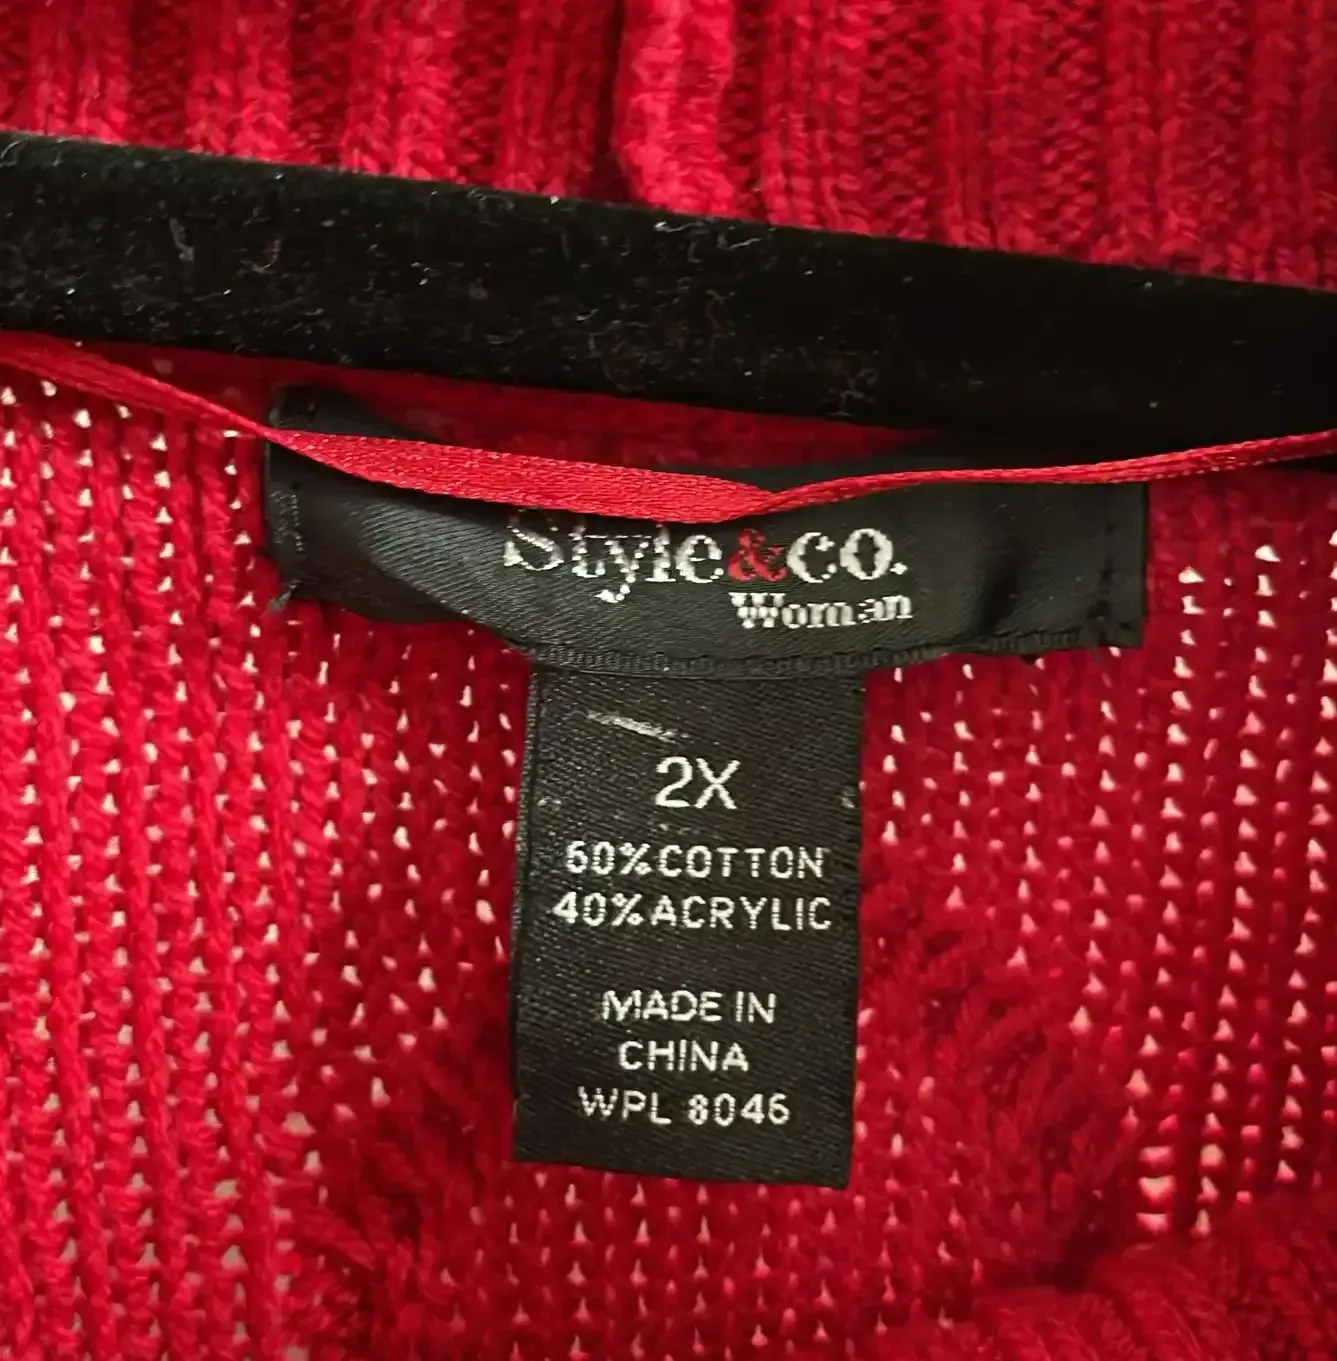 Style&co.
Woman
2X
60%COTTON
40%ACRYLIC
MADE IN
CHINA
WPL 8046